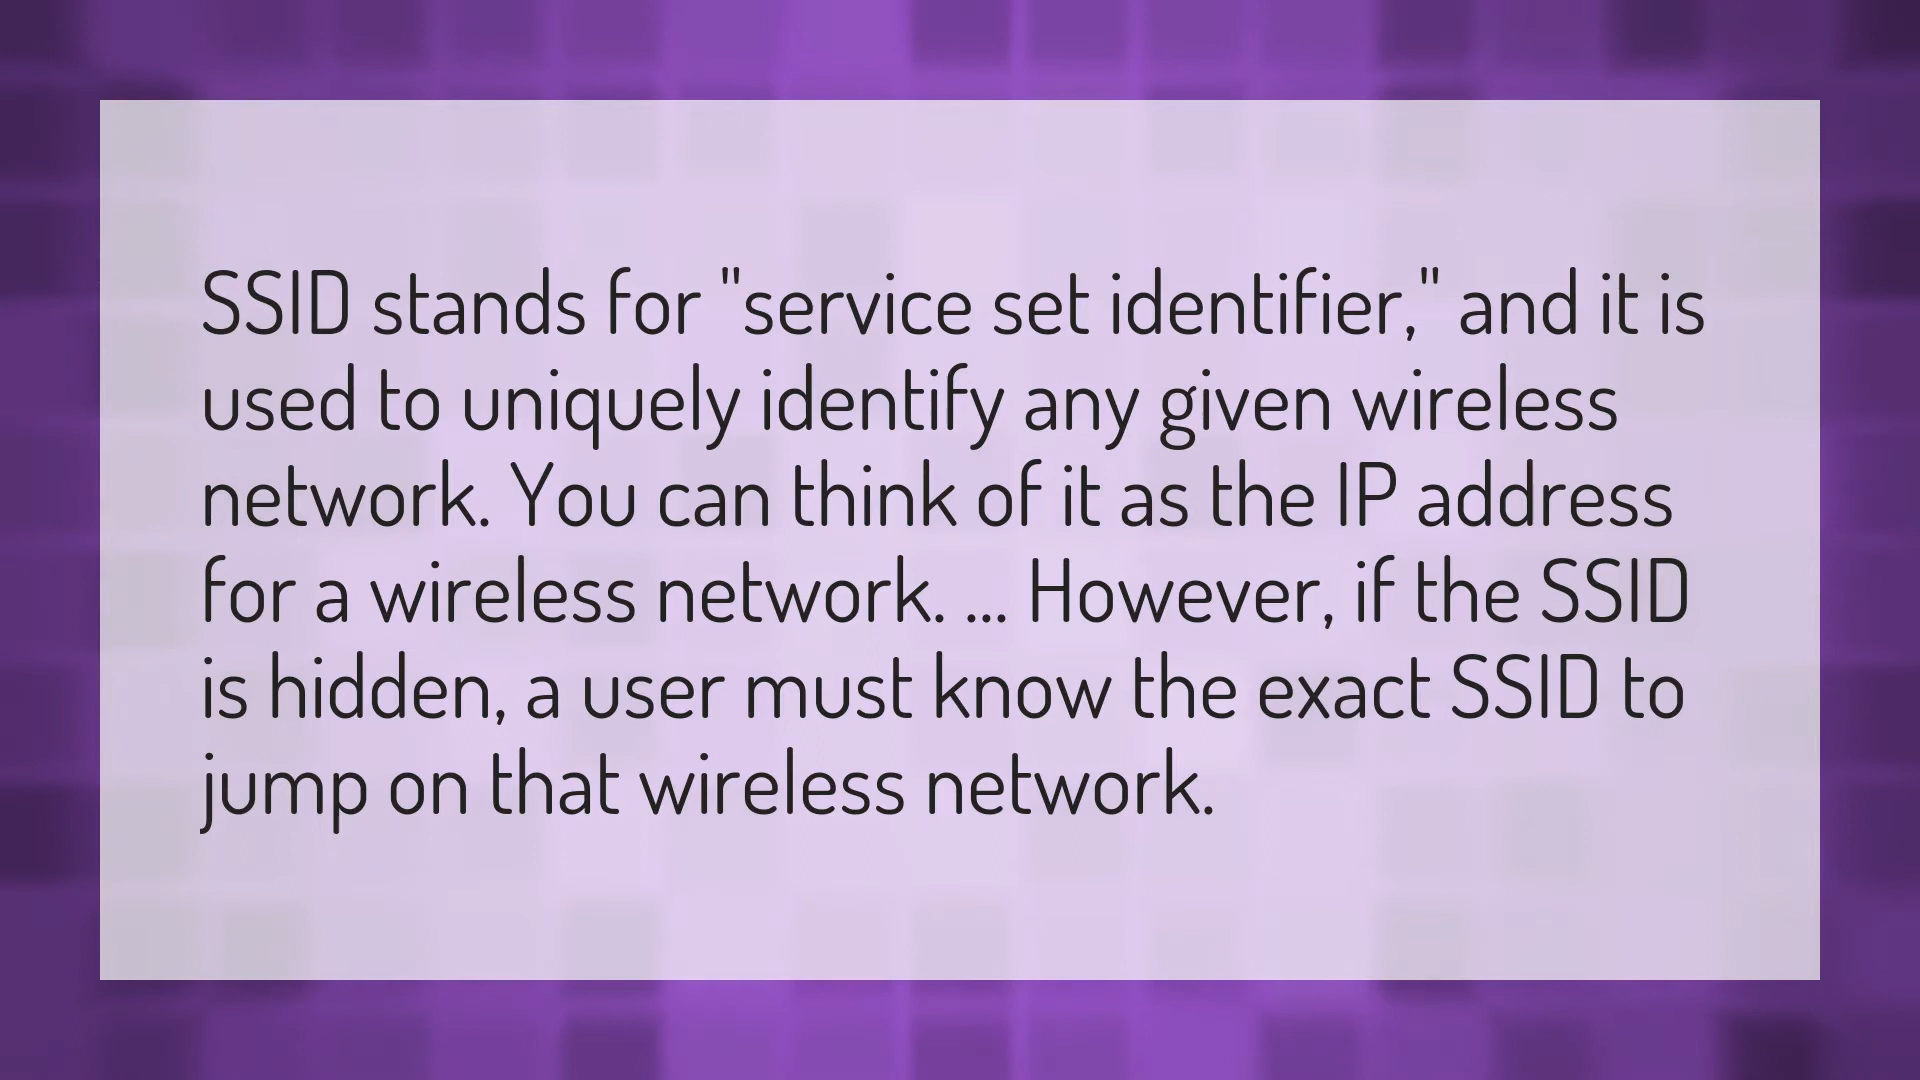 SSID stands for "service set identifier," and it is
used to uniquely identify any given wireless
network. You can think of it as the IP address
for a wireless network. ... However, if the SSID
is hidden, a user must know the exact SSID to
jump on that wireless network.